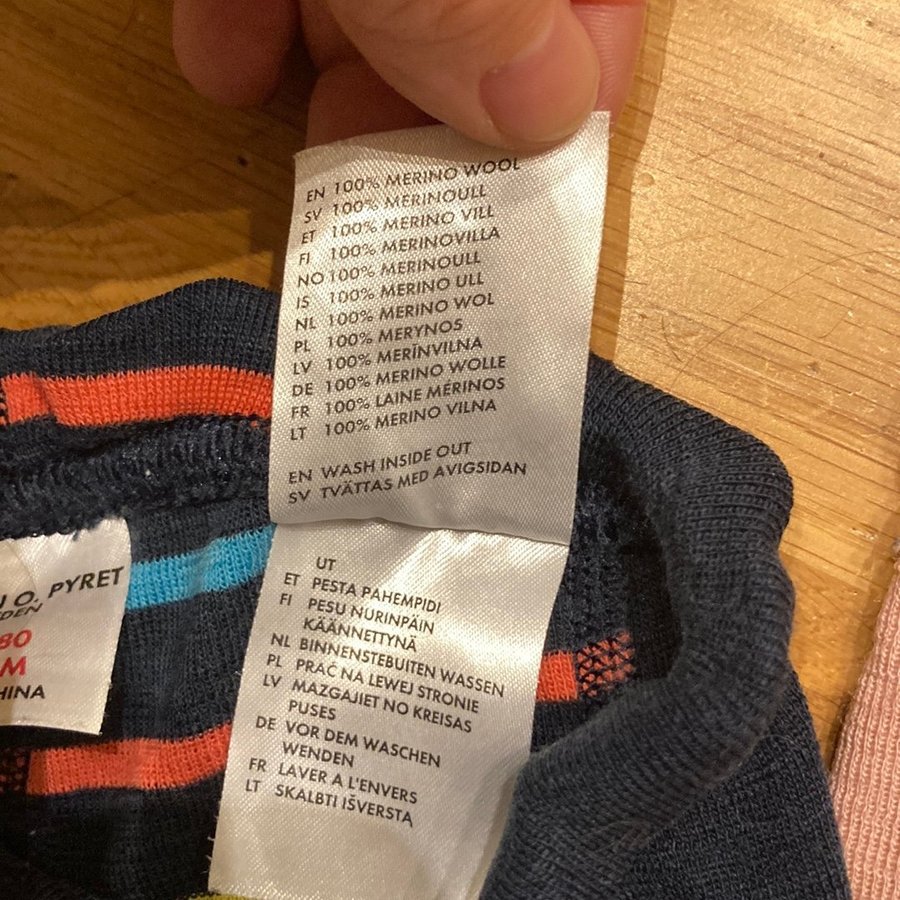 EN 100% MERINO WOOL
SV 100% MERINOULL
ET 100% MERINO VILL
FI 100% MERINOVILLA
NO 100% MERINOULL
IS 100% MERINO ULL
NL 100% MERINO WOL
PL 100% MERYNOS
LV 100% MERĪNVILNA
DE 100% MERINO WOLLE
FR 100% LAINE MÉRINOS
LT 100% MERINO VILNA
EN WASH INSIDE OUT
SV TVÄTTAS MED AVIGSIDAN
UT
ET PESTA PAHEMPIDI
FI PESU NURINPÄIN
KÄÄNNETTYNÄ
NL BINNENSTEBUITEN WASSEN
PL PRAĆ NA LEWEJ STRONIE
LV MAZGAJIET NO KREISAS
PUSES
DE VOR DEM WASCHEN
WENDEN
FR LAVER A L'ENVERS
LT SKALBTI IŠVERSTĄ
O. PYRET
80